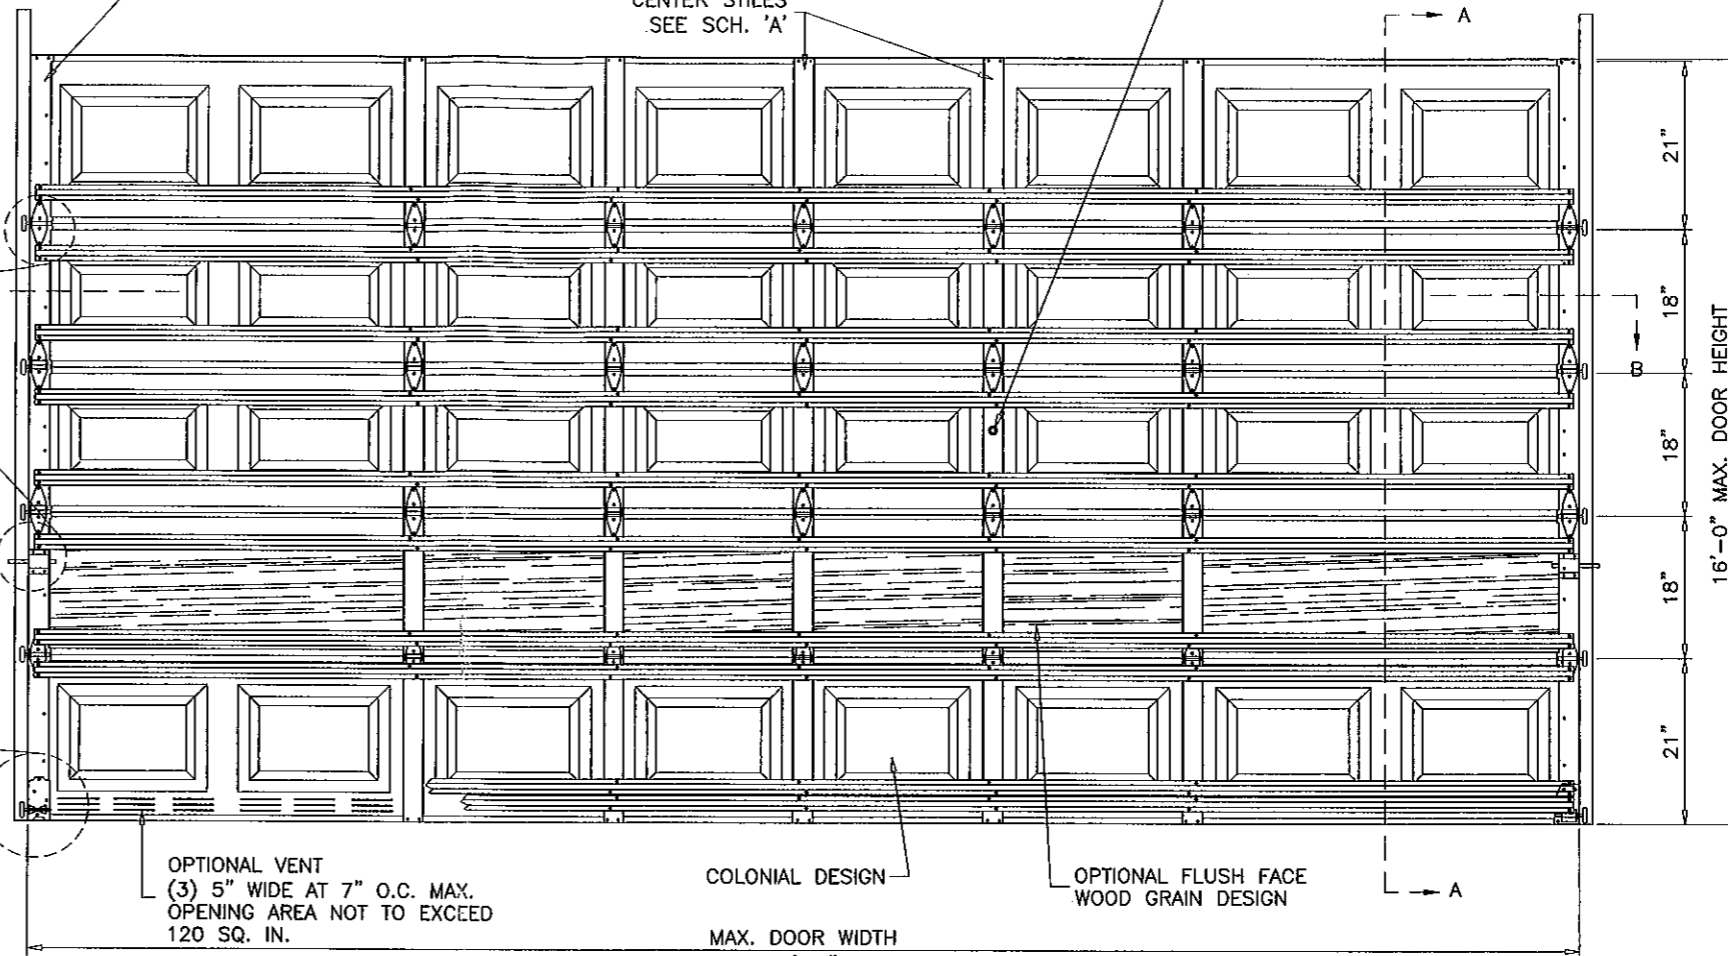 CENTER STILES
SEE SCH. 'A'
A
21"
18"
B
18"
18"
21"
16'-0" MAX. DOOR HEIGHT
OPTIONAL VENT
(3) 5" WIDE AT 7" O.C. MAX.
OPENING AREA NOT TO EXCEED
120 SQ. IN.
COLONIAL DESIGN
OPTIONAL FLUSH FACE
WOOD GRAIN DESIGN
A
MAX. DOOR WIDTH